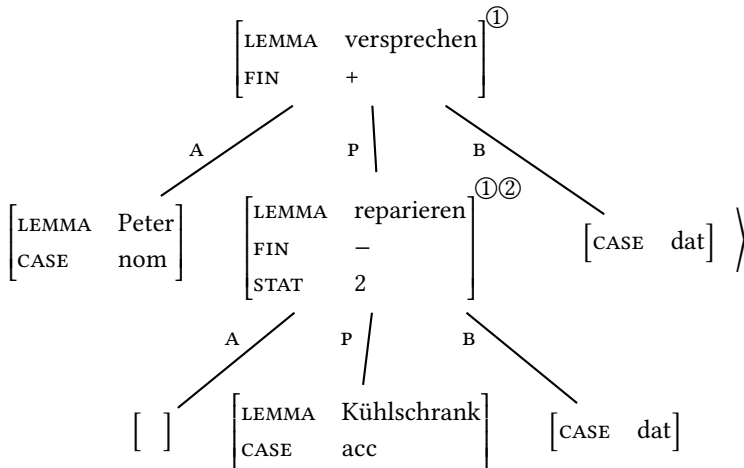 [LEMMA versprechen]①
[FIN +]
A P B
[LEMMA Peter]
[CASE nom]
[LEMMA reparieren]①②
[FIN −]
[STAT 2]
[CASE dat] ⟩
A P B
[ ]
[LEMMA Kühlschrank]
[CASE acc]
[CASE dat]